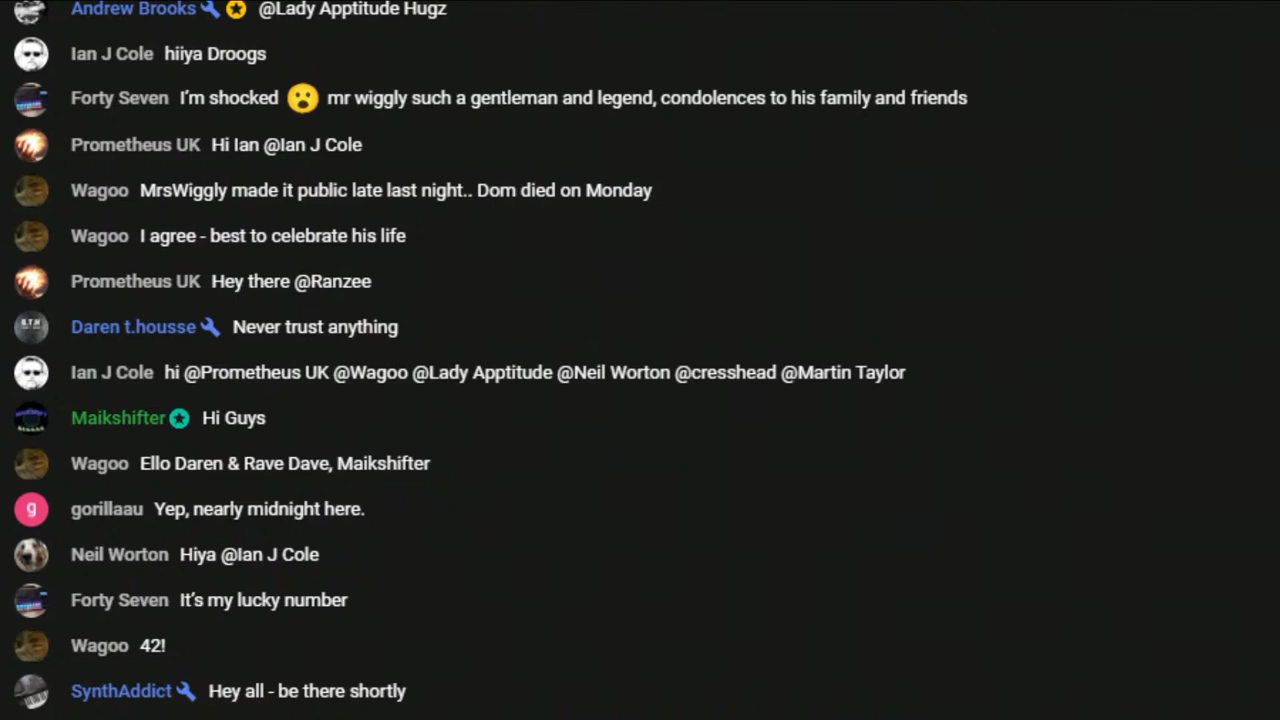 Andrew Brooks @Lady Apptitude Hugz
Ian J Cole hiiya Droogs
Forty Seven I'm shocked 😮 mr wiggly such a gentleman and legend, condolences to his family and friends
Prometheus UK Hi Ian @Ian J Cole
Wagoo MrsWiggly made it public late last night.. Dom died on Monday
Wagoo I agree - best to celebrate his life
Prometheus UK Hey there @Ranzee
Daren t.housse Never trust anything
Ian J Cole hi @Prometheus UK @Wagoo @Lady Apptitude @Neil Worton @cresshead @Martin Taylor
Maikshifter Hi Guys
Wagoo Ello Daren & Rave Dave, Maikshifter
g gorillaau Yep, nearly midnight here.
Neil Worton Hiya @Ian J Cole
Forty Seven It's my lucky number
Wagoo 42!
SynthAddict Hey all - be there shortly